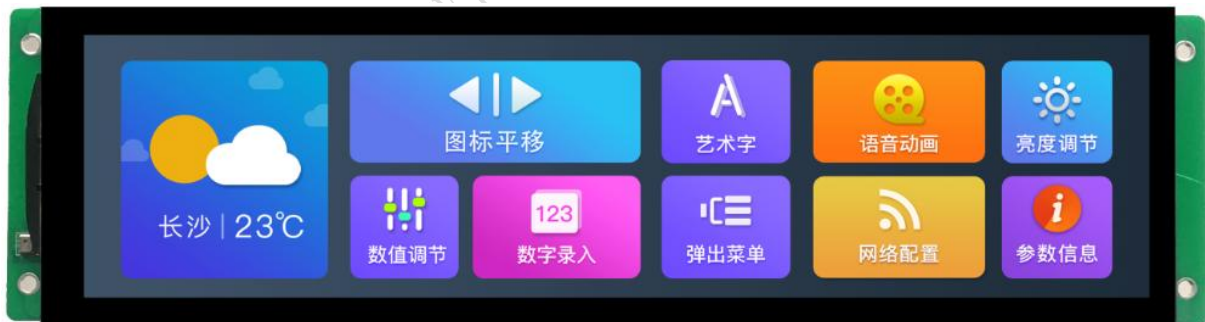 长沙 | 23℃
图标平移
艺术字
语音动画
亮度调节
数值调节
123
数字录入
弹出菜单
网络配置
i
参数信息